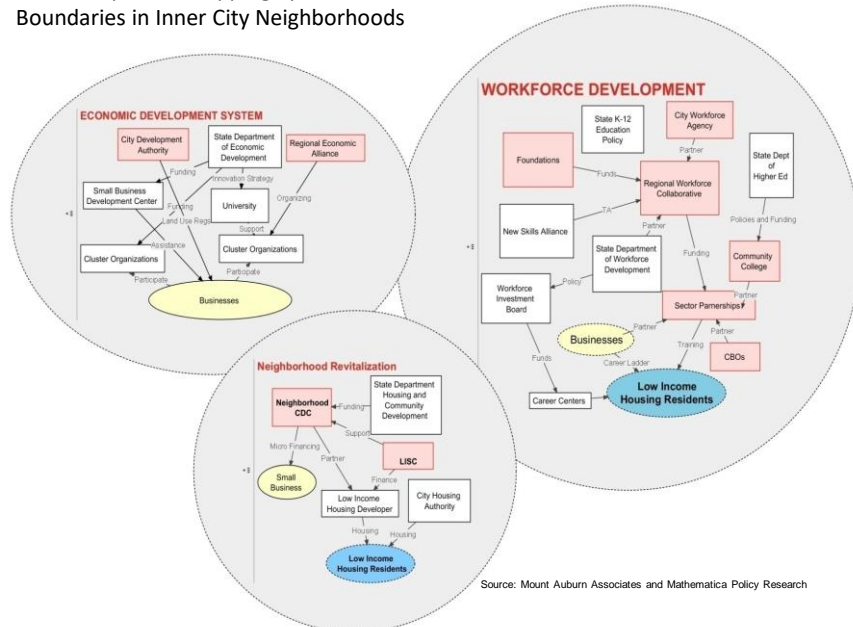 Boundaries in Inner City Neighborhoods
ECONOMIC DEVELOPMENT SYSTEM
City Development
Authority
State Department
of Economic
Development
Regional Economic
Alliance
Funding
Innovation Strategy
Small Business
Development Center
Funding
University
Organizing
Land Use Regs
Support
Assistance
Cluster Organizations
Cluster Organizations
Participate
Participate
Businesses
WORKFORCE DEVELOPMENT
State K-12
Education
Policy
City Workforce
Agency
Partner
Foundations
State Dept
of
Higher Ed
Funds
Regional Workforce
Collaborative
New Skills Alliance
TA
Partner
Policies and Funding
State Department
of Workforce
Development
Funding
Community
College
Policy
Workforce
Investment
Board
Partner
Sector Parnerships
Businesses
Partner
Partner
CBOs
Funds
Training
Career Ladder
Low Income
Housing Residents
Career Centers
Neighborhood Revitalization
Neighborhood
CDC
Funding
State Department
Housing and
Community
Development
Support
Micro Financing
Partner
LISC
Small
Business
Finance
Low Income
Housing Developer
City Housing
Authority
Housing
Housing
Low Income
Housing Residents
Source: Mount Auburn Associates and Mathematica Policy Research